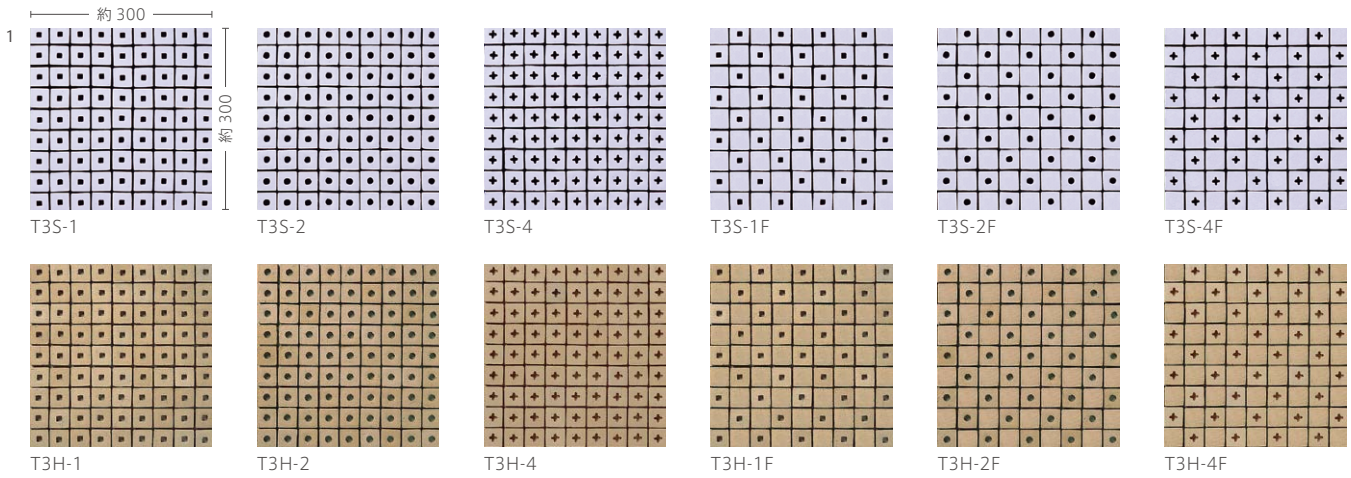 約 300
1
約 300
T3S-1
T3S-2
T3S-4
T3S-1F
T3S-2F
T3S-4F
T3H-1
T3H-2
T3H-4
T3H-1F
T3H-2F
T3H-4F